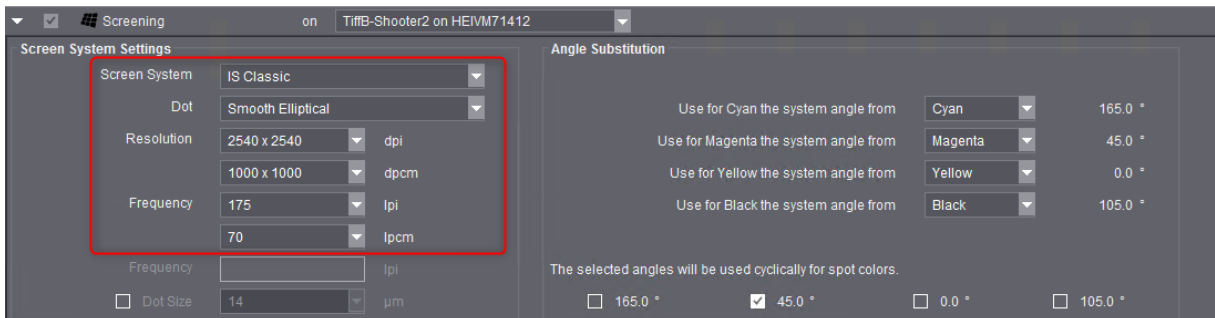 Screening on TiffB-Shooter2 on HEIVM71412
Screen System Settings
Screen System IS Classic
Dot Smooth Elliptical
Resolution 2540 x 2540 dpi
1000 x 1000 dpcm
Frequency 175 lpi
70 lpcm
Frequency lpi
Dot Size 14 µm
Angle Substitution
Use for Cyan the system angle from Cyan 165.0 °
Use for Magenta the system angle from Magenta 45.0 °
Use for Yellow the system angle from Yellow 0.0 °
Use for Black the system angle from Black 105.0 °
The selected angles will be used cyclically for spot colors.
165.0 ° 45.0 ° 0.0 ° 105.0 °